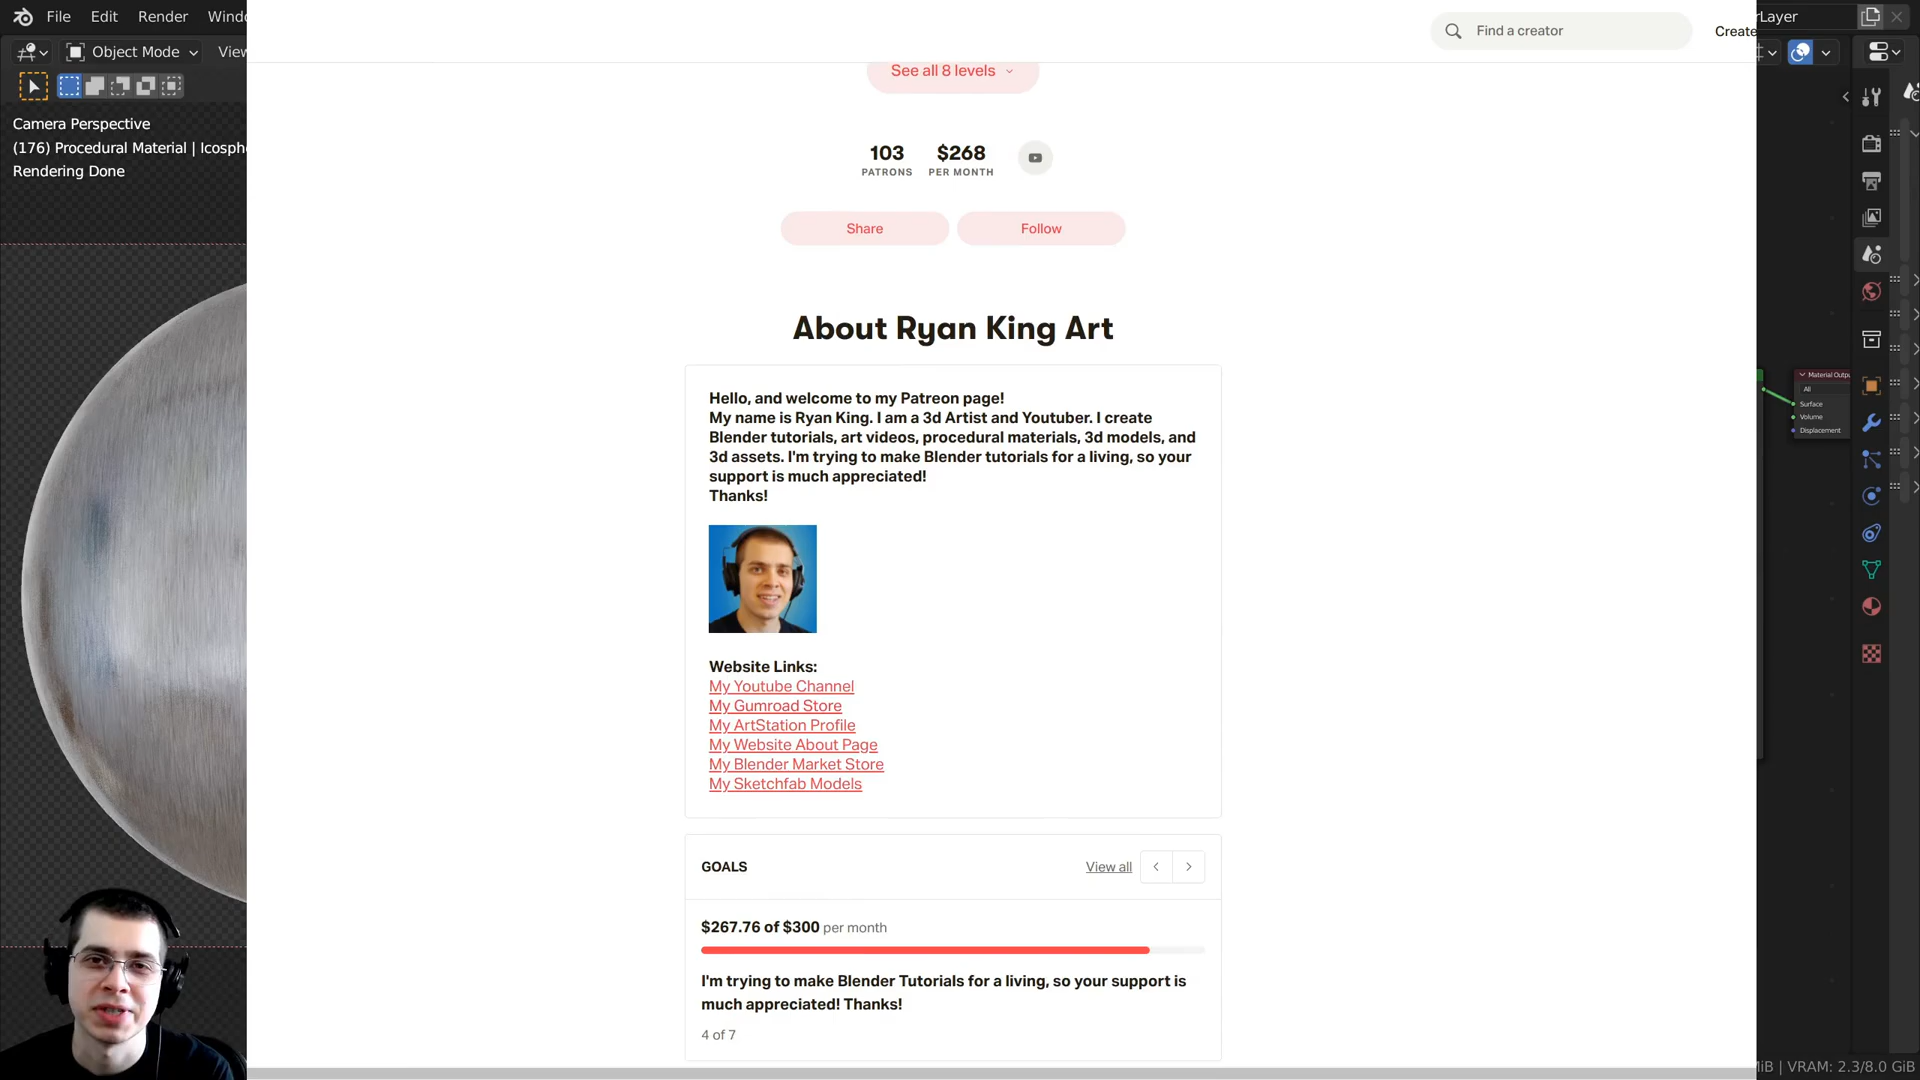 File Edit Render
Layer
Find a creator
Create
Object Mode
See all 8 levels
Camera Perspective
(176) Procedural Material |
Rendering Done
103 $268
PATRONS PER MONTH
Share Follow
About Ryan King Art
Hello, and welcome to my Patreon page!
My name is Ryan King. I am a 3d Artist and Youtuber. I create
Blender tutorials, art videos, procedural materials, 3d models, and
3d assets. I'm trying to make Blender tutorials for a living, so your
support is much appreciated!
Thanks!
Material
All
Surface
Volume
Displacement
Website Links:
My Youtube Channel
My Gumroad Store
My ArtStation Profile
My Website About Page
My Blender Market Store
My Sketchfab Models
GOALS View all
$267.76 of $300 per month
I'm trying to make Blender Tutorials for a living, so your support is
much appreciated! Thanks!
4 of 7
| VRAM: 2.3/8.0 GiB